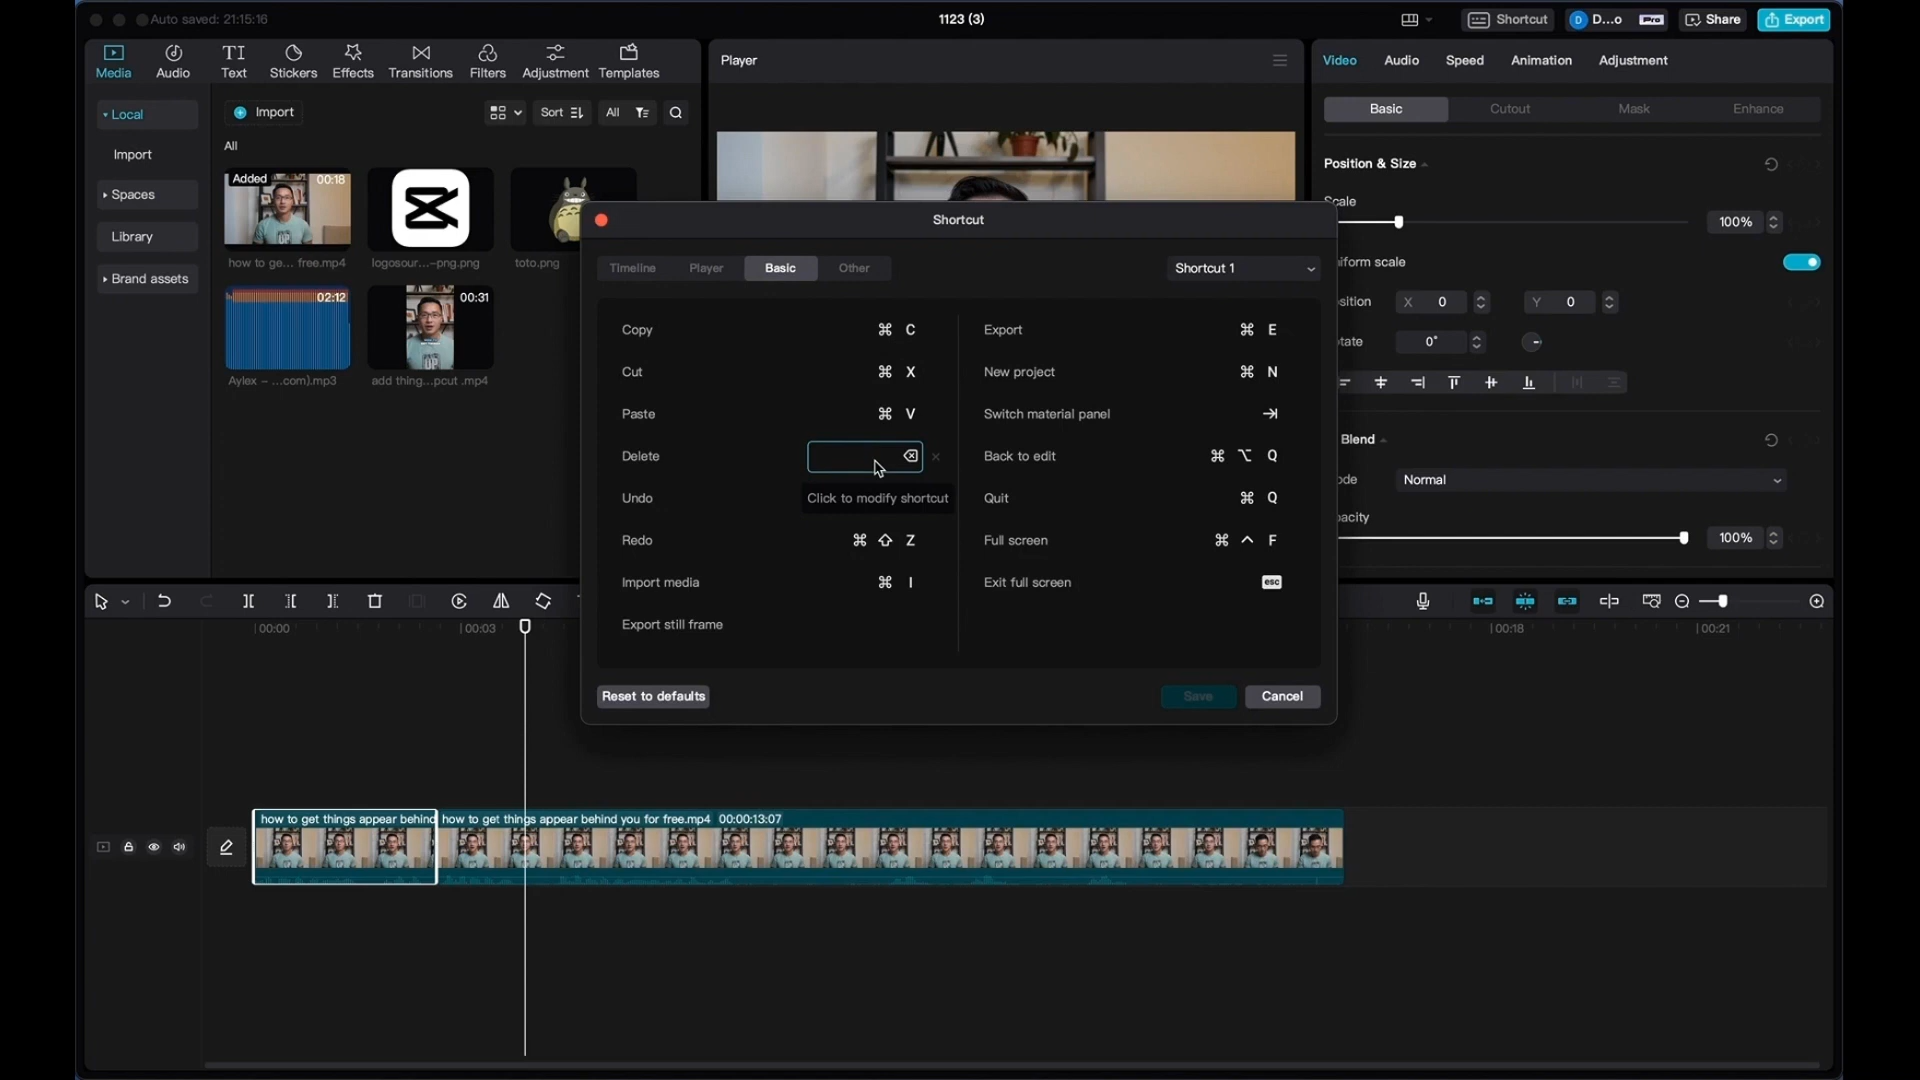 Auto saved: 21:15:16
1123 (3)
Shortcut
D...o
Pro
Share
Export
Media
Audio
Text
Stickers
Effects
Transitions
Filters
Adjustment
Templates
Player
Video
Audio
Speed
Animation
Adjustment
Local
Import
Spaces
Library
Brand assets
Import
Sort
All
All
Added
00:18
how to ge... free.mp4
logosour...-png.png
toto.png
02:12
Aylex – ...com).mp3
00:31
add thing...pcut .mp4
Basic
Cutout
Mask
Enhance
Position & Size
Scale
100%
iform scale
sition
X 0
Y 0
tate
0°
Blend
ode
Normal
pacity
100%
Shortcut
Timeline
Player
Basic
Other
Shortcut 1
Copy ⌘ C
Cut ⌘ X
Paste ⌘ V
Delete ⌫
Undo
Click to modify shortcut
Redo ⌘ ⇧ Z
Import media ⌘ I
Export still frame
Export ⌘ E
New project ⌘ N
Switch material panel ⇥
Back to edit ⌘ ⌥ Q
Quit ⌘ Q
Full screen ⌘ ^ F
Exit full screen esc
Reset to defaults
Save
Cancel
00:00
00:03
00:18
00:21
how to get things appear behind
how to get things appear behind you for free.mp4 00:00:13:07